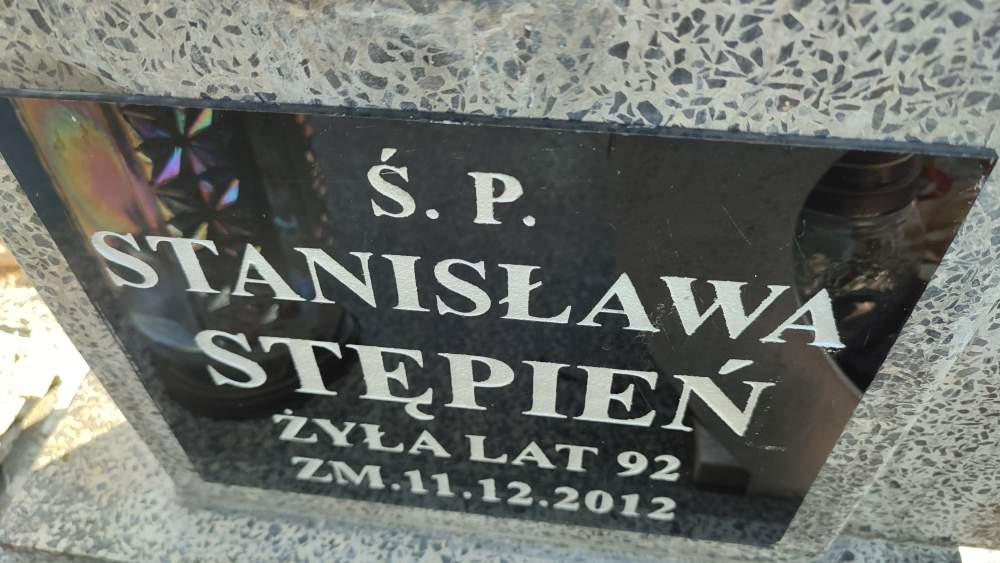 Ś. P.
STANISŁAWA
STĘPIEŃ
ŻYŁA LAT 92
ZM.11.12.2012